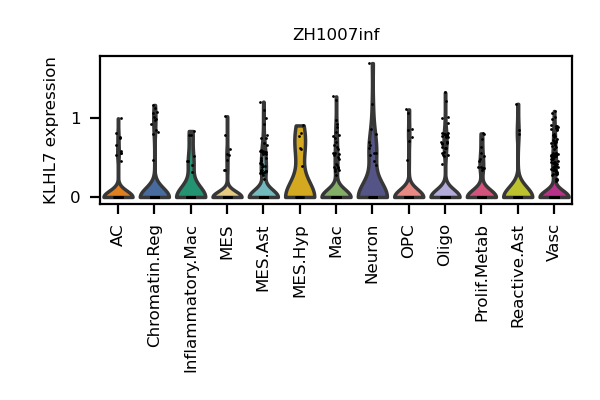 ZH1007inf
KLHL7 expression
1
0
AC
Chromatin.Reg
Inflammatory.Mac
MES
MES.Ast
MES.Hyp
Mac
Neuron
OPC
Oligo
Prolif.Metab
Reactive.Ast
Vasc